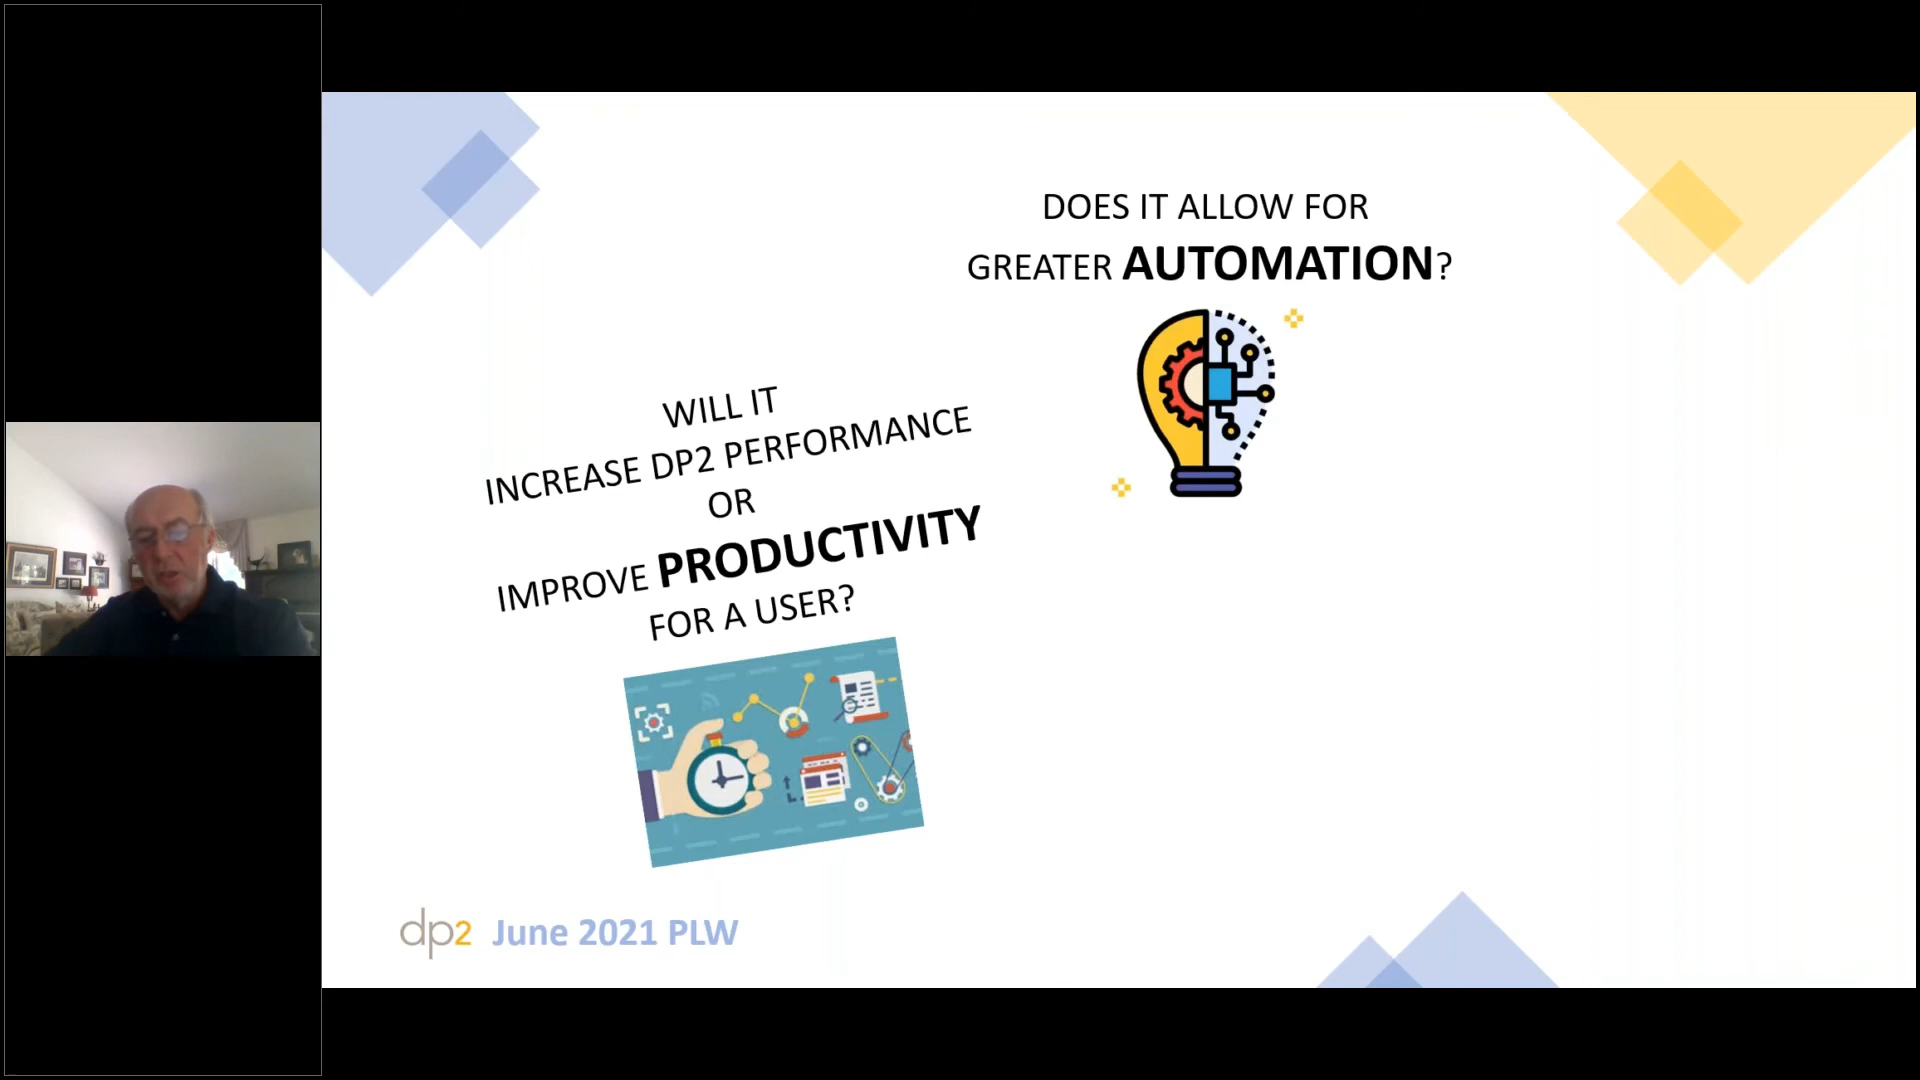 DOES IT ALLOW FOR
GREATER AUTOMATION?
WILL IT
INCREASE DP2 PERFORMANCE
OR
IMPROVE PRODUCTIVITY
FOR A USER?
dp2 June 2021 PLW